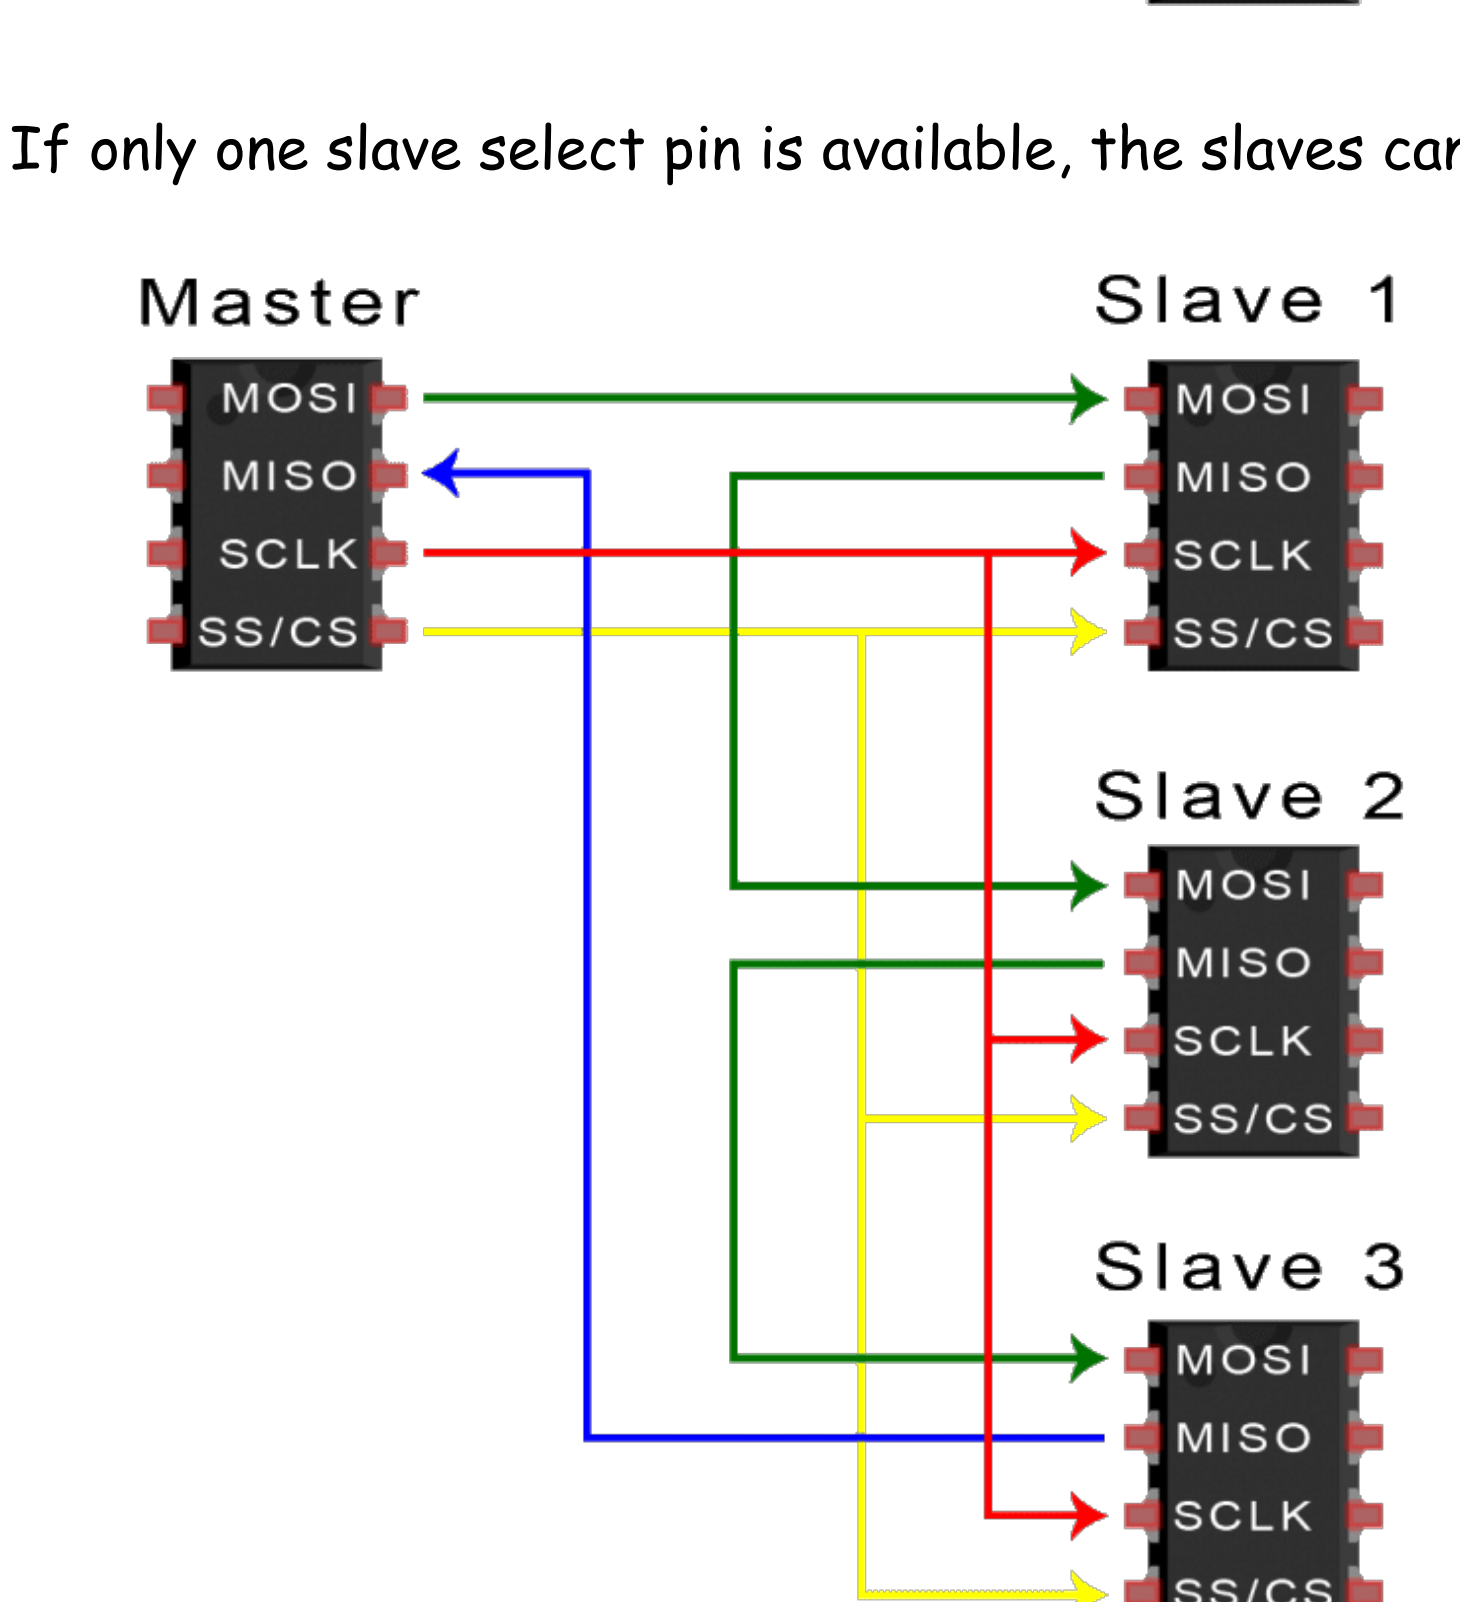 If only one slave select pin is available, the slaves can
Master
MOSI
MISO
SCLK
SS/CS
Slave 1
MOSI
MISO
SCLK
SS/CS
Slave 2
MOSI
MISO
SCLK
SS/CS
Slave 3
MOSI
MISO
SCLK
SS/CS